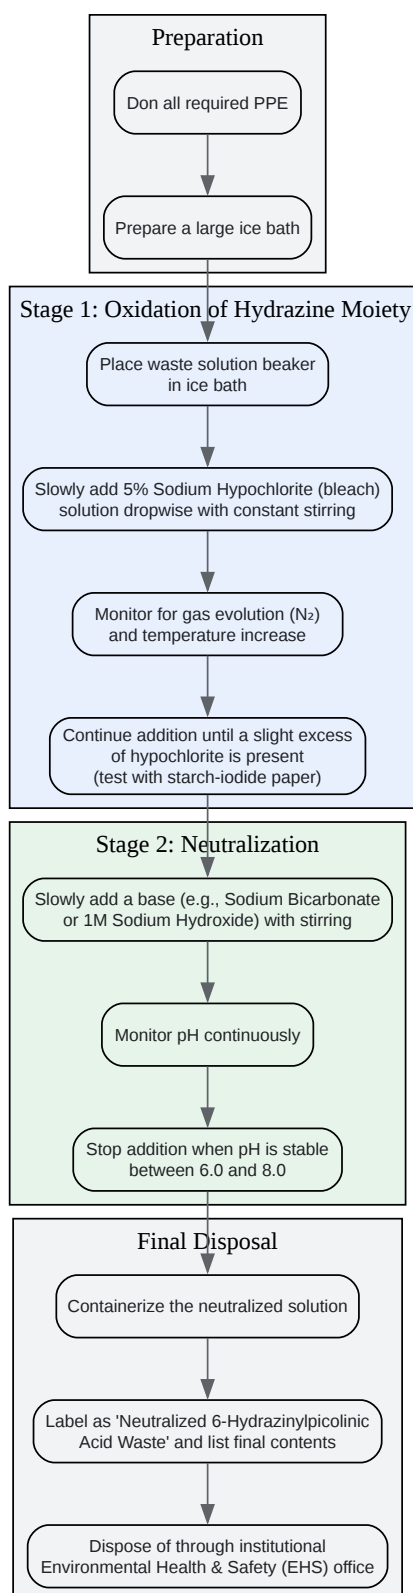 Preparation
Don all required PPE
Prepare a large ice bath
Stage 1: Oxidation of Hydrazine Moiety
Place waste solution beaker
in ice bath
Slowly add 5% Sodium Hypochlorite (bleach)
solution dropwise with constant stirring
Monitor for gas evolution (N₂)
and temperature increase
Continue addition until a slight excess
of hypochlorite is present
(test with starch-iodide paper)
Stage 2: Neutralization
Slowly add a base (e.g., Sodium Bicarbonate
or 1M Sodium Hydroxide) with stirring
Monitor pH continuously
Stop addition when pH is stable
between 6.0 and 8.0
Final Disposal
Containerize the neutralized solution
Label as 'Neutralized 6-Hydrazinylpicolinic
Acid Waste' and list final contents
Dispose of through institutional
Environmental Health & Safety (EHS) office